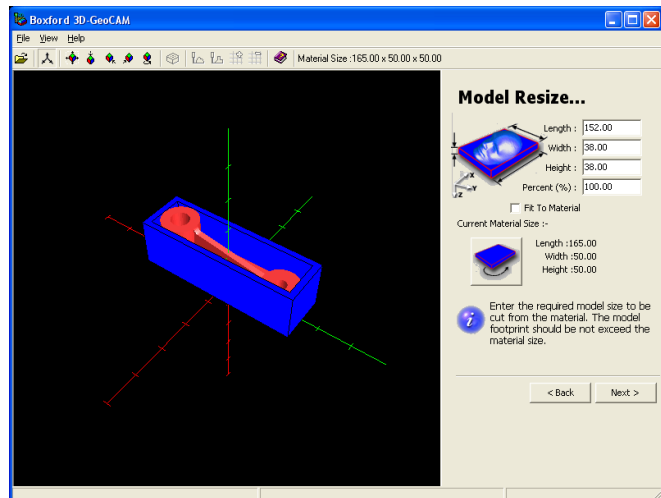 Boxford 3D-GeoCAM
File View Help
Material Size :165.00 x 50.00 x 50.00
Model Resize...
Length : 152.00
Width : 38.00
Height : 38.00
Percent (%) : 100.00
X
Y
Z
Fit To Material
Current Material Size :-
Length :165.00
Width :50.00
Height :50.00
Enter the required model size to be
cut from the material. The model
footprint should be not exceed the
material size.
< Back Next >